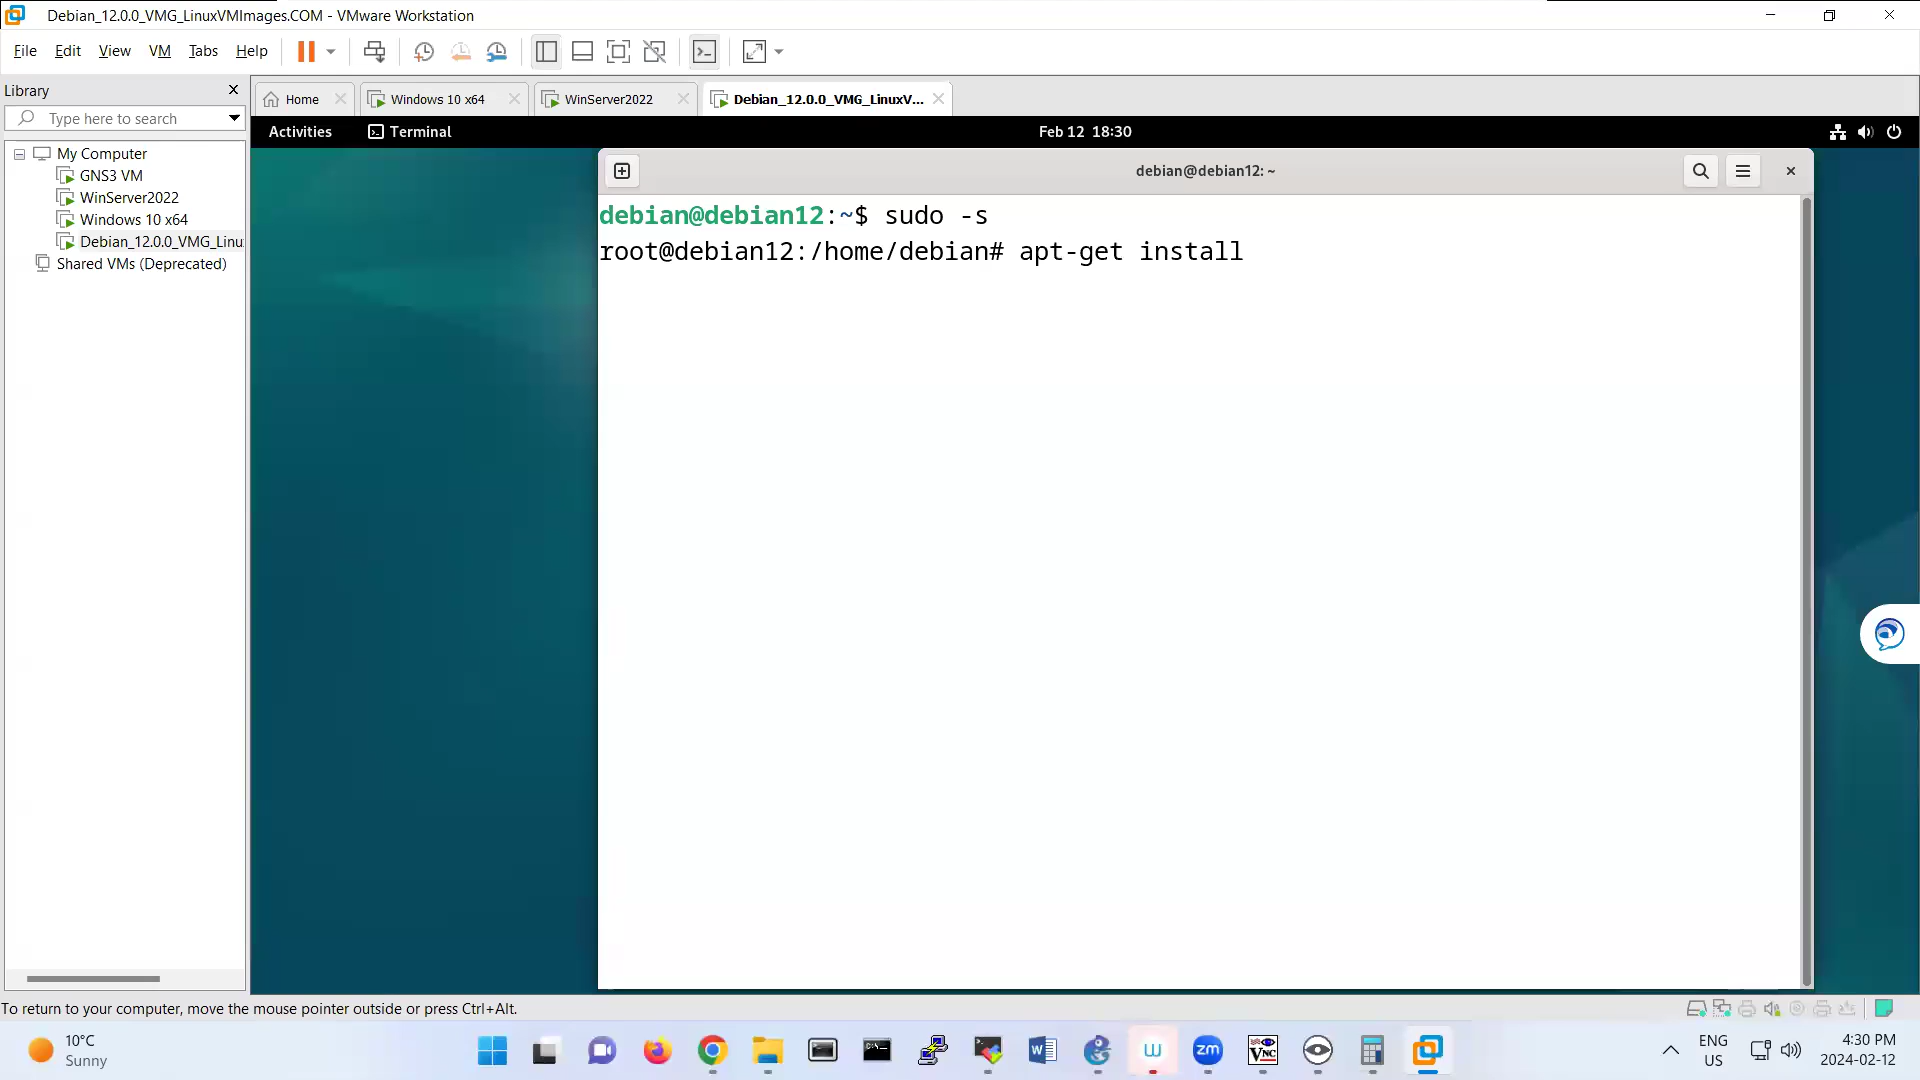 Debian_12.0.0_VMG_LinuxVMImages.COM - VMware Workstation
File Edit View VM Tabs Help
Library
Type here to search
My Computer
GNS3 VM
WinServer2022
Windows 10 x64
Debian_12.0.0_VMG_Linu
Shared VMs (Deprecated)
Home
Windows 10 x64
WinServer2022
Debian_12.0.0_VMG_LinuxV...
Activities
Terminal
Feb 12 18:30
debian@debian12: ~
debian@debian12:~$ sudo -s
root@debian12:/home/debian# apt-get install
To return to your computer, move the mouse pointer outside or press Ctrl+Alt.
10°C
Sunny
W
w
zm
VNC
ENG
US
4:30 PM
2024-02-12